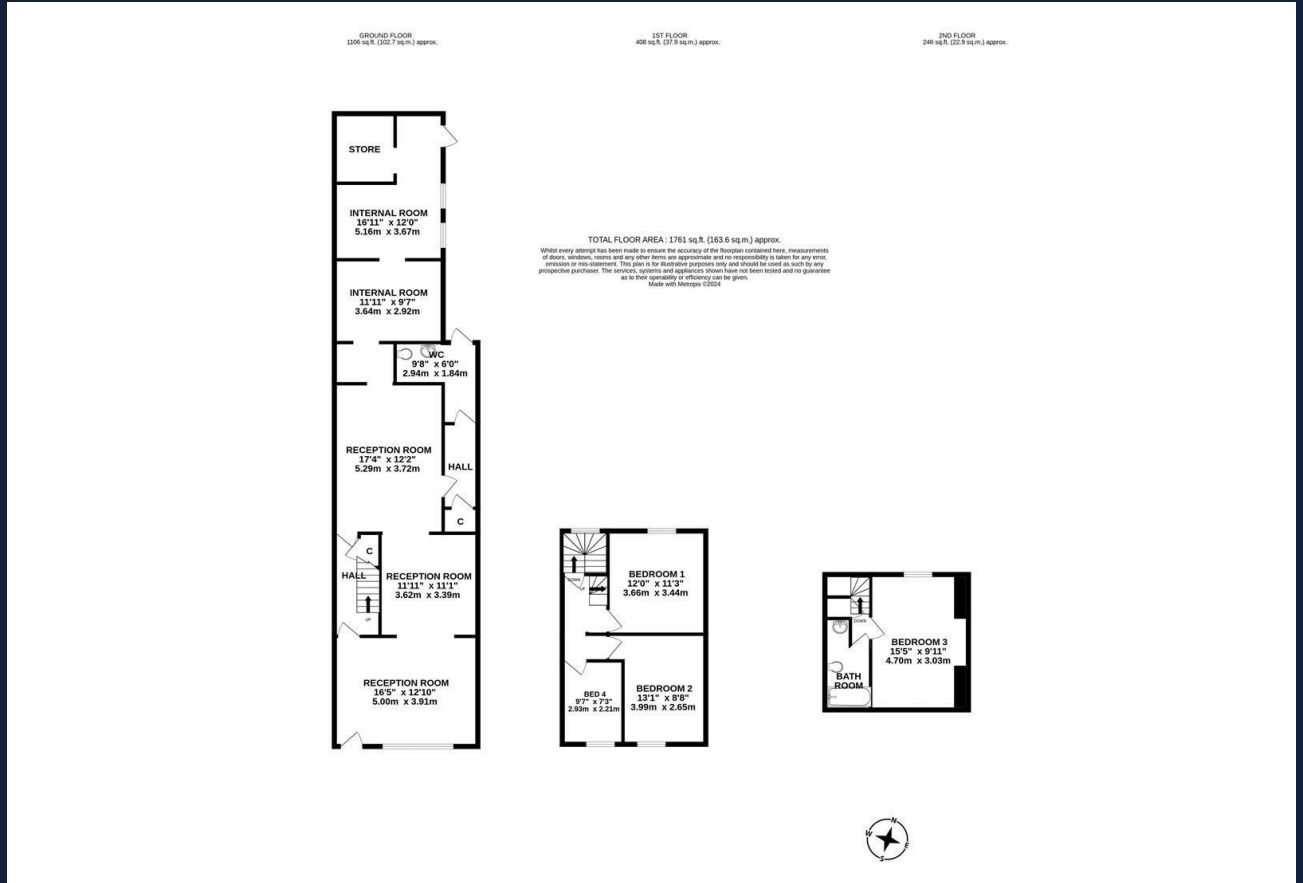 GROUND FLOOR
1106 sq.ft. (102.7 sq.m.) approx.
1ST FLOOR
408 sq.ft. (37.9 sq.m.) approx.
2ND FLOOR
246 sq.ft. (22.9 sq.m.) approx.
STORE
INTERNAL ROOM
16'11" x 12'0"
5.16m x 3.67m
INTERNAL ROOM
11'11" x 9'7"
3.64m x 2.92m
WC
9'8" x 6'0"
2.94m x 1.84m
RECEPTION ROOM
17'4" x 12'2"
5.29m x 3.72m
HALL
C
C
HALL
UP
RECEPTION ROOM
11'11" x 11'1"
3.62m x 3.39m
RECEPTION ROOM
16'5" x 12'10"
5.00m x 3.91m
TOTAL FLOOR AREA : 1761 sq.ft. (163.6 sq.m.) approx.
Whilst every attempt has been made to ensure the accuracy of the floorplan contained here, measurements
of doors, windows, rooms and any other items are approximate and no responsibility is taken for any error,
omission or mis-statement. This plan is for illustrative purposes only and should be used as such by any
prospective purchaser. The services, systems and appliances shown have not been tested and no guarantee
as to their operability or efficiency can be given.
Made with Metropix ©2024
DOWN
UP
BEDROOM 1
12'0" x 11'3"
3.66m x 3.44m
BED 4
9'7" x 7'3"
2.93m x 2.21m
BEDROOM 2
13'1" x 8'8"
3.99m x 2.65m
DOWN
BEDROOM 3
15'5" x 9'11"
4.70m x 3.03m
BATH
ROOM
N
W
E
S